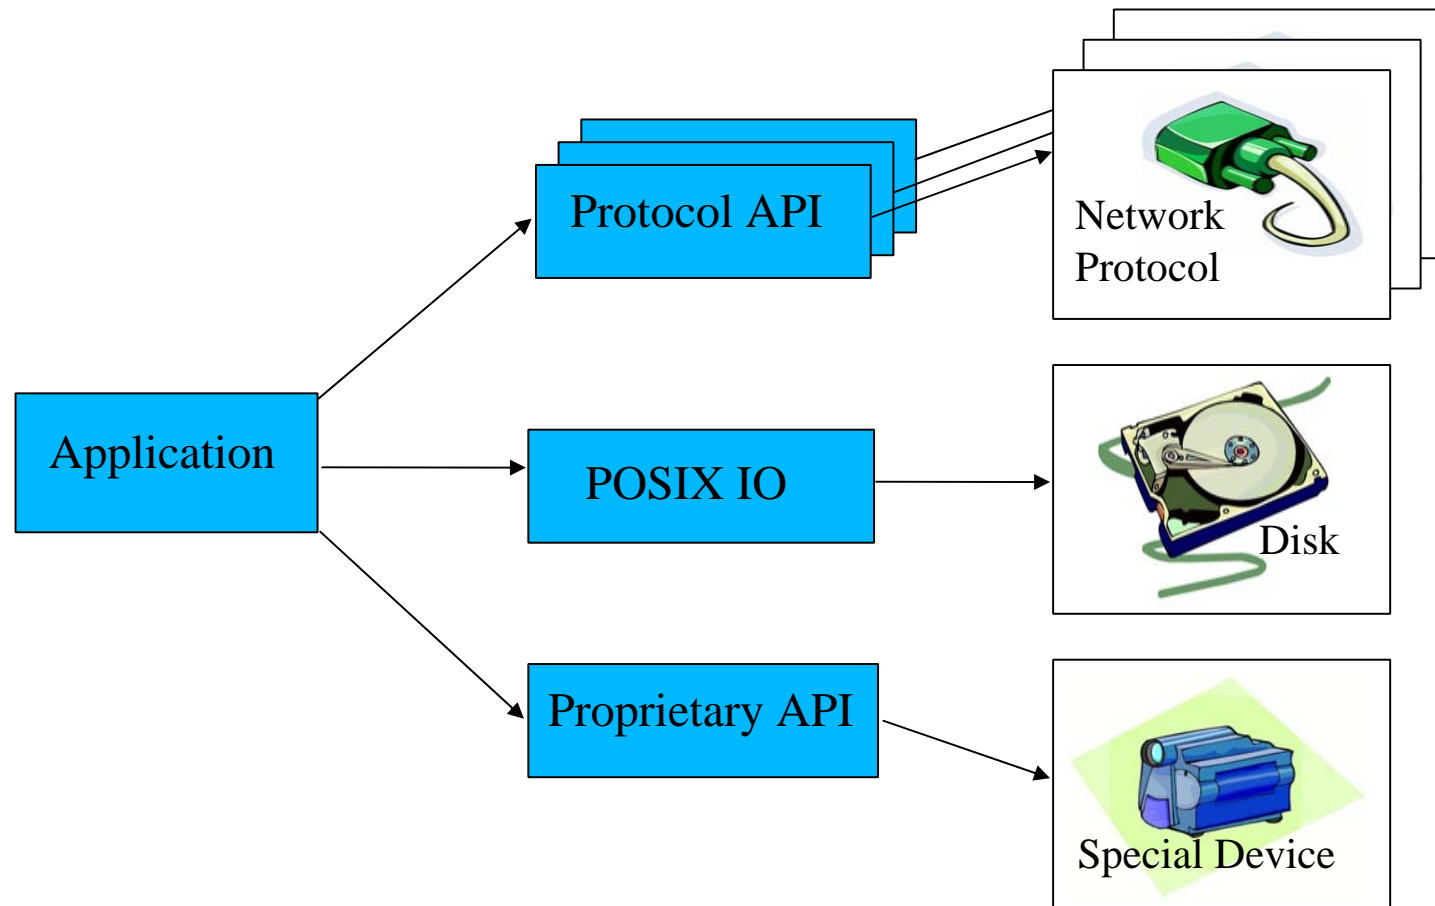 Protocol API
Network
Protocol
Application
POSIX IO
Disk
Proprietary API
Special Device